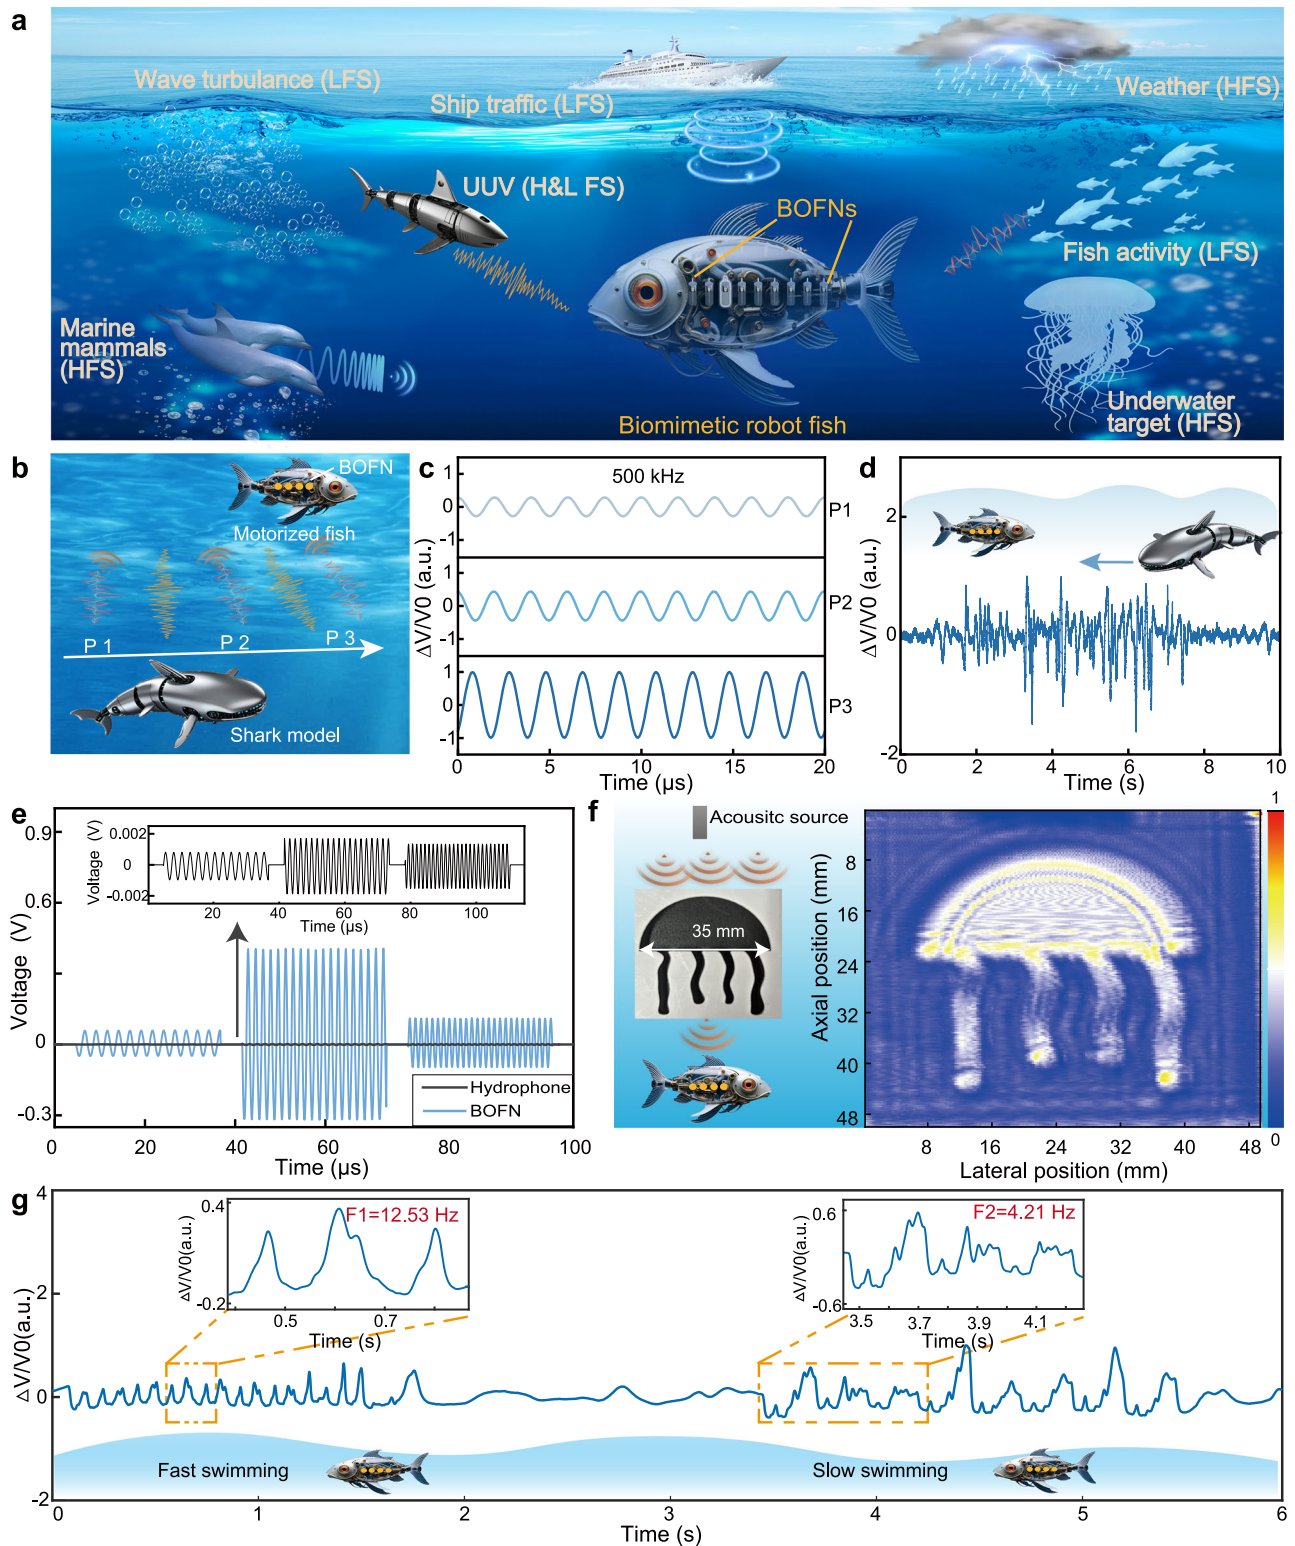 a
Wave turbulance (LFS)
Ship traffic (LFS)
Weather (HFS)
UUV (H&L FS)
BOFNs
Fish activity (LFS)
Marine
mammals
(HFS)
Underwater
target (HFS)
Biomimetic robot fish
b
BOFN
Motorized fish
P 1
P 2
P 3
Shark model
c
500 kHz
1
0
-1
P1
1
0
-1
P2
1
0
-1
P3
ΔV/V0 (a.u.)
0
5
10
15
20
Time (µs)
d
2
0
-2
ΔV/V0 (a.u.)
0
2
4
6
8
10
Time (s)
e
0.9
0.6
0.3
0
-0.3
Voltage (V)
0.002
0
-0.002
Voltage (V)
20
40
60
80
100
Time (µs)
Hydrophone
BOFN
0
20
40
60
80
100
Time (µs)
f
Acousitc source
35 mm
8
16
24
32
40
48
Axial position (mm)
8
16
24
32
40
48
Lateral position (mm)
1
0
g
4
2
0
-2
ΔV/V0(a.u.)
0.4
-0.2
ΔV/V0(a.u.)
F1=12.53 Hz
0.5
0.7
Time (s)
0.6
-0.6
ΔV/V0(a.u.)
F2=4.21 Hz
3.5
3.7
3.9
4.1
Time (s)
Fast swimming
Slow swimming
0
1
2
3
4
5
6
Time (s)